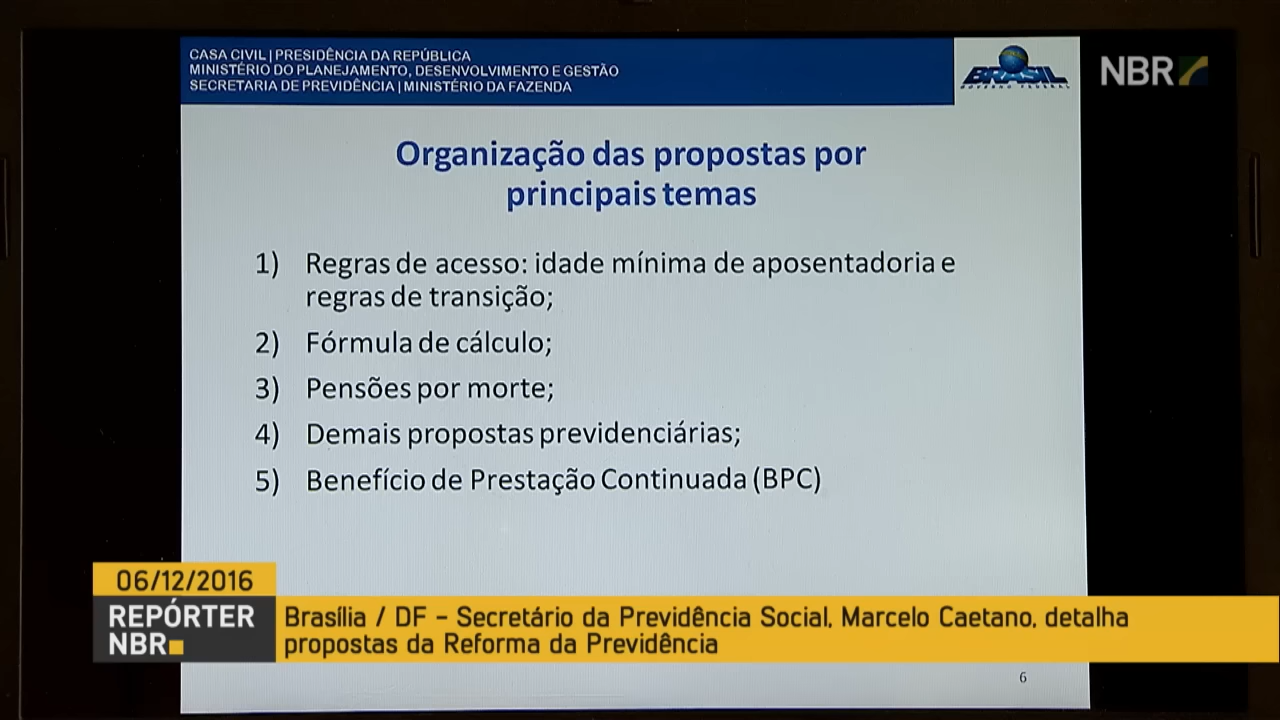 CASA CIVIL | PRESIDÊNCIA DA REPÚBLICA
MINISTÉRIO DO PLANEJAMENTO, DESENVOLVIMENTO E GESTÃO
SECRETARIA DE PREVIDÊNCIA | MINISTÉRIO DA FAZENDA
BRASIL
GOVERNO FEDERAL
NBR
Organização das propostas por
principais temas
1) Regras de acesso: idade mínima de aposentadoria e
regras de transição;
2) Fórmula de cálculo;
3) Pensões por morte;
4) Demais propostas previdenciárias;
5) Benefício de Prestação Continuada (BPC)
06/12/2016
REPÓRTER
NBR
Brasília / DF - Secretário da Previdência Social, Marcelo Caetano, detalha
propostas da Reforma da Previdência
6